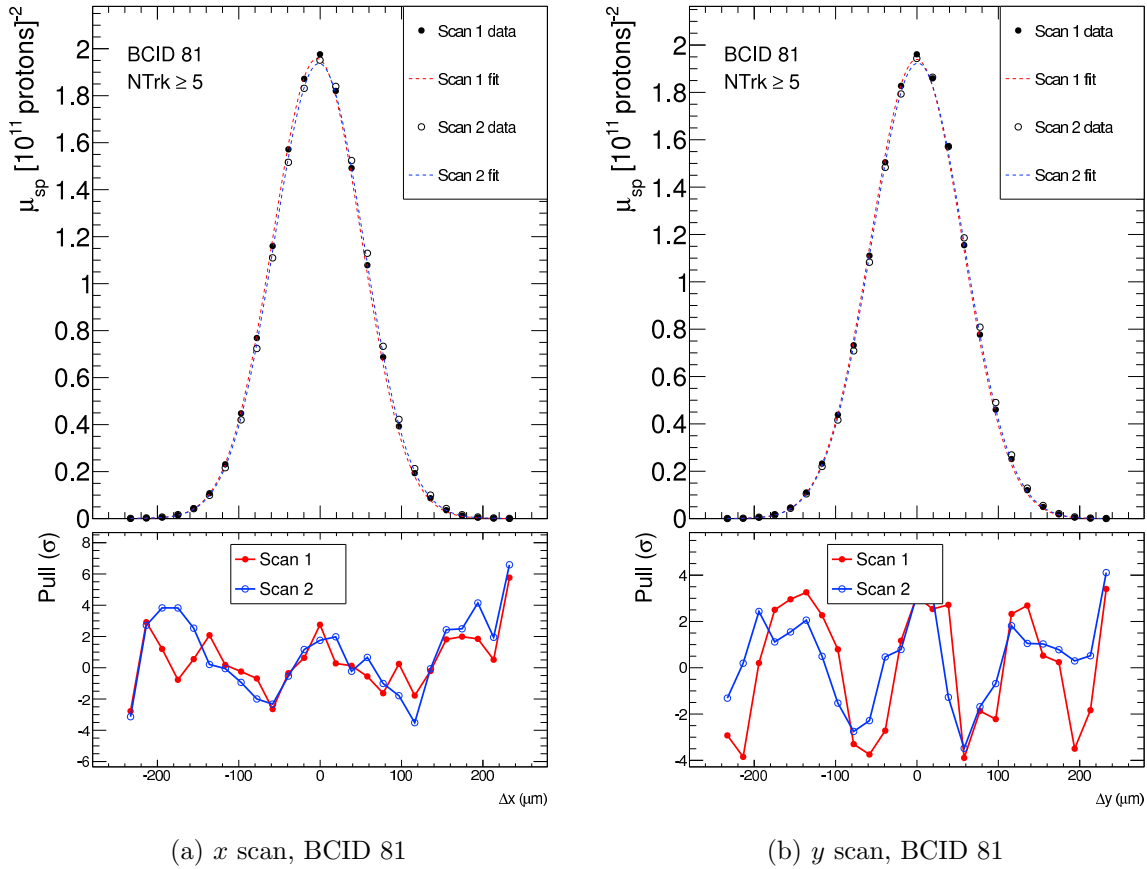 μsp [10^11 protons]^-2
BCID 81
NTrk ≥ 5
Scan 1 data
Scan 1 fit
Scan 2 data
Scan 2 fit
2
1.8
1.6
1.4
1.2
1
0.8
0.6
0.4
0.2
0
Pull (σ)
Scan 1
Scan 2
8
6
4
2
0
-2
-4
-6
-200 -100 0 100 200
Δx (μm)
(a) x scan, BCID 81
μsp [10^11 protons]^-2
BCID 81
NTrk ≥ 5
Scan 1 data
Scan 1 fit
Scan 2 data
Scan 2 fit
2
1.8
1.6
1.4
1.2
1
0.8
0.6
0.4
0.2
0
Pull (σ)
Scan 1
Scan 2
4
2
0
-2
-4
-200 -100 0 100 200
Δy (μm)
(b) y scan, BCID 81